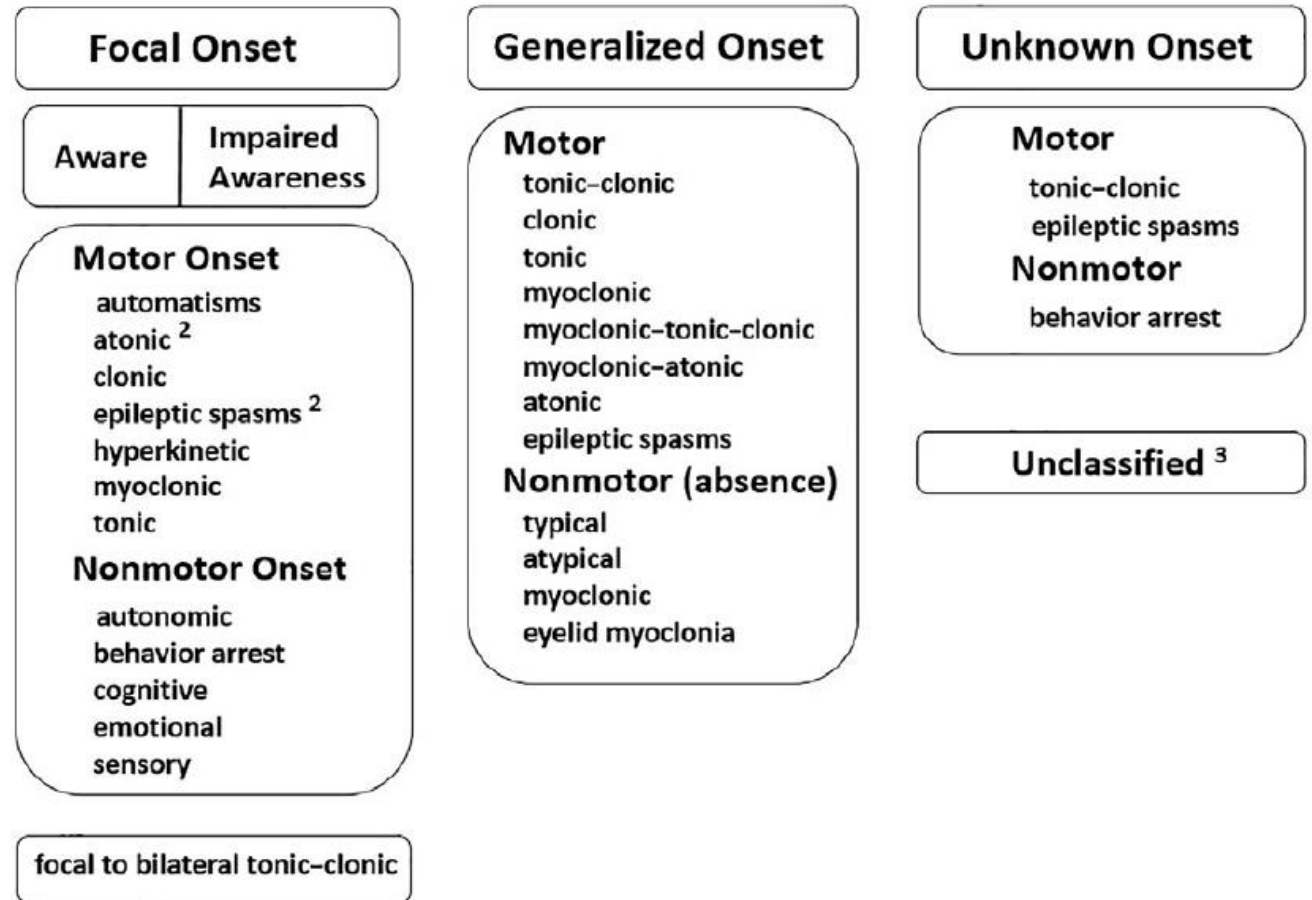 Focal Onset
Aware
Impaired
Awareness
Motor Onset
automatisms
atonic ²
clonic
epileptic spasms ²
hyperkinetic
myoclonic
tonic
Nonmotor Onset
autonomic
behavior arrest
cognitive
emotional
sensory
focal to bilateral tonic–clonic
Generalized Onset
Motor
tonic–clonic
clonic
tonic
myoclonic
myoclonic–tonic–clonic
myoclonic–atonic
atonic
epileptic spasms
Nonmotor (absence)
typical
atypical
myoclonic
eyelid myoclonia
Unknown Onset
Motor
tonic–clonic
epileptic spasms
Nonmotor
behavior arrest
Unclassified ³